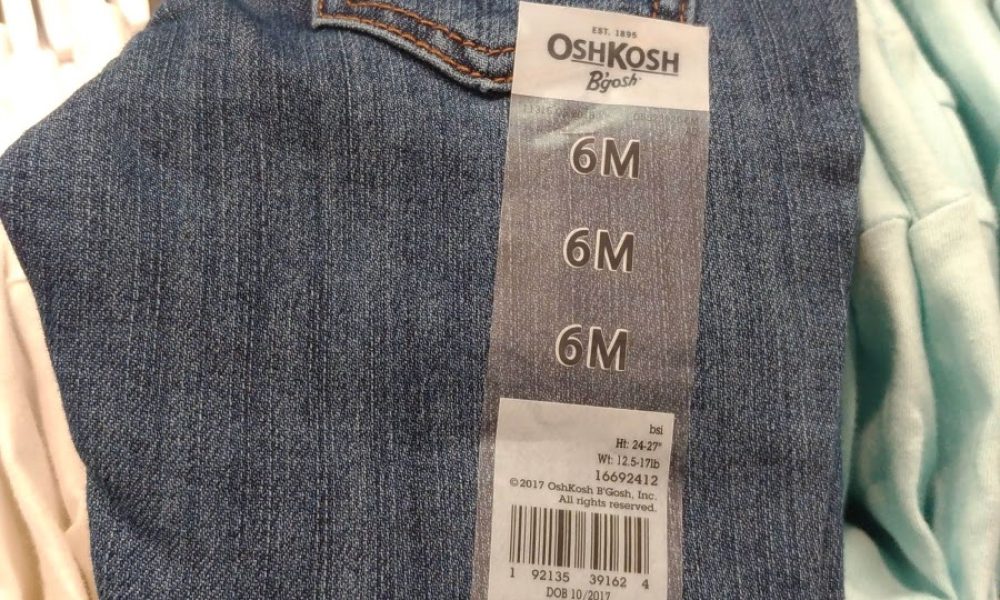 EST. 1895
OSHKOSH
B'gosh
6M
6M
6M
bsi
Ht: 24-27"
Wt: 12.5-17lb
16692412
©2017 OshKosh B'Gosh, Inc.
All rights reserved.
1 92135 39162 4
DOB 10/2017